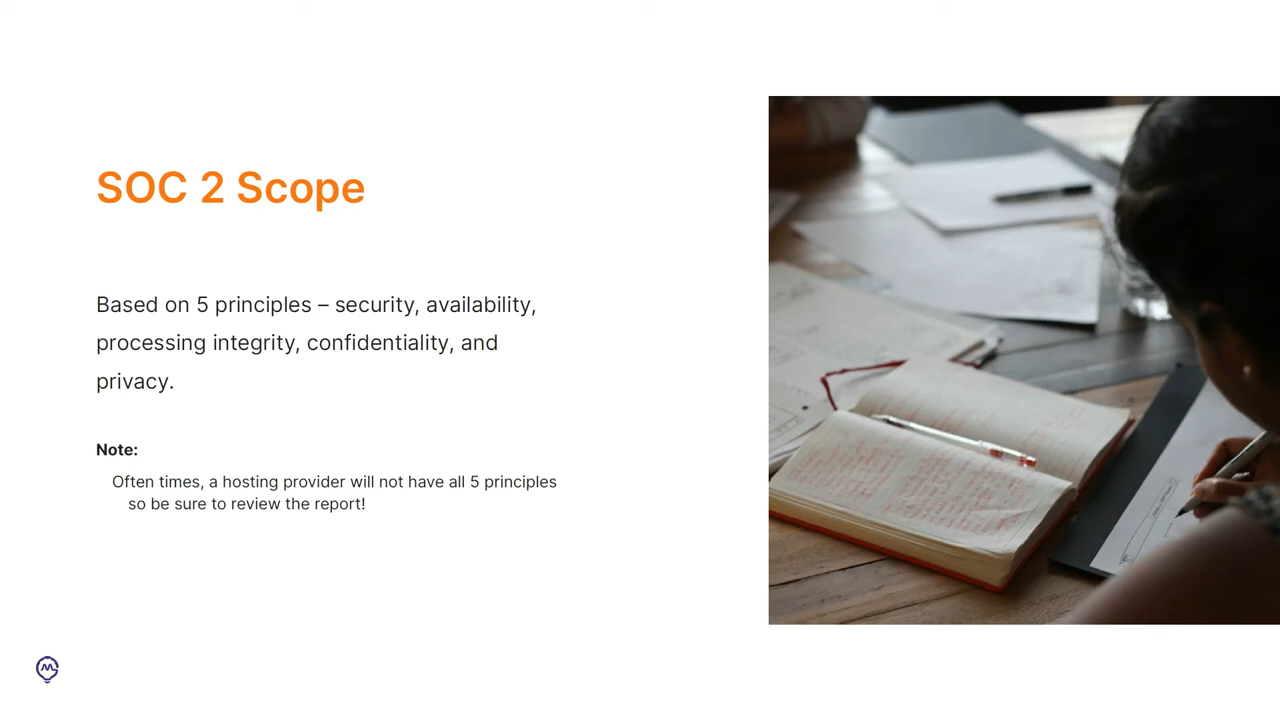 SOC 2 Scope
Based on 5 principles – security, availability,
processing integrity, confidentiality, and
privacy.
Note:
Often times, a hosting provider will not have all 5 principles
so be sure to review the report!